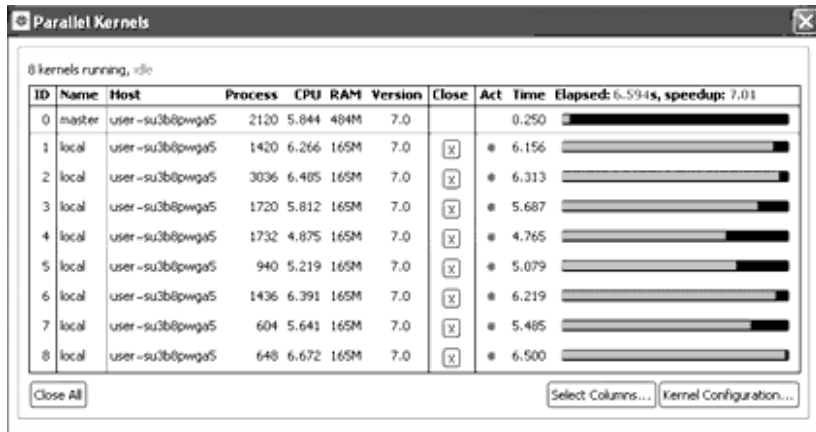 Parallel Kernels
8 kernels running, idle
ID Name Host Process CPU RAM Version Close Act Time Elapsed: 6.594s, speedup: 7.01
0 master user-su3b8pwga5 2120 5.844 484M 7.0 0.250
1 local user-su3b8pwga5 1420 6.266 165M 7.0 X 6.156
2 local user-su3b8pwga5 3036 6.485 165M 7.0 X 6.313
3 local user-su3b8pwga5 1720 5.812 165M 7.0 X 5.687
4 local user-su3b8pwga5 1732 4.875 165M 7.0 X 4.765
5 local user-su3b8pwga5 940 5.219 165M 7.0 X 5.079
6 local user-su3b8pwga5 1436 6.391 165M 7.0 X 6.219
7 local user-su3b8pwga5 604 5.641 165M 7.0 X 5.485
8 local user-su3b8pwga5 648 6.672 165M 7.0 X 6.500
Close All Select Columns... Kernel Configuration...